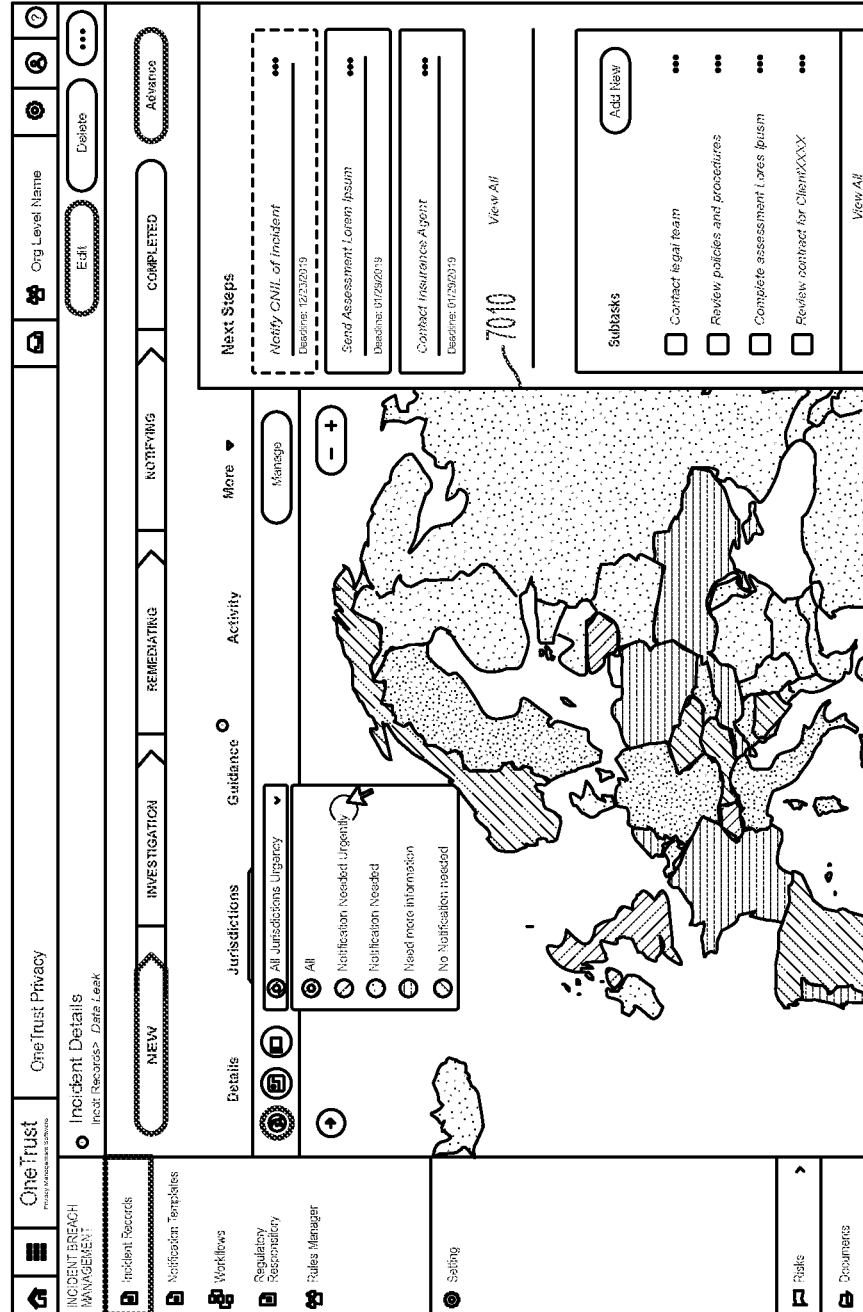 OneTrust
Privacy Management Software
OneTrust Privacy
Org Level Name
INCIDENT BREACH
MANAGEMENT
Incident Records
Notification Templates
Workflows
Regulatory
Responsitory
Rules Manager
Setting
Risks
Documents
Incident Details
Incdt Records> Data Leak
Edit
Delete
NEW
INVESTIGATION
REMEDIATING
NOTIFYING
COMPLETED
Advance
Details
Jurisdictions
Guidance
Activity
More
All Jurisdictions Urgency
Manage
All
Notification Needed Urgently
Notification Needed
Need more information
No Notification needed
Next Steps
Notify CNIL of Incident
Deadline: 12/23/2019
Send Assessment Lorem Ipsum
Deadline: 01/29/2019
Contact Insurance Agent
Deadline: 01/29/2019
View All
7010
Subtasks
Add New
Contact legal team
Review policies and procedures
Complete assessment Lores Ipusm
Review contract for ClientXXXX
View All